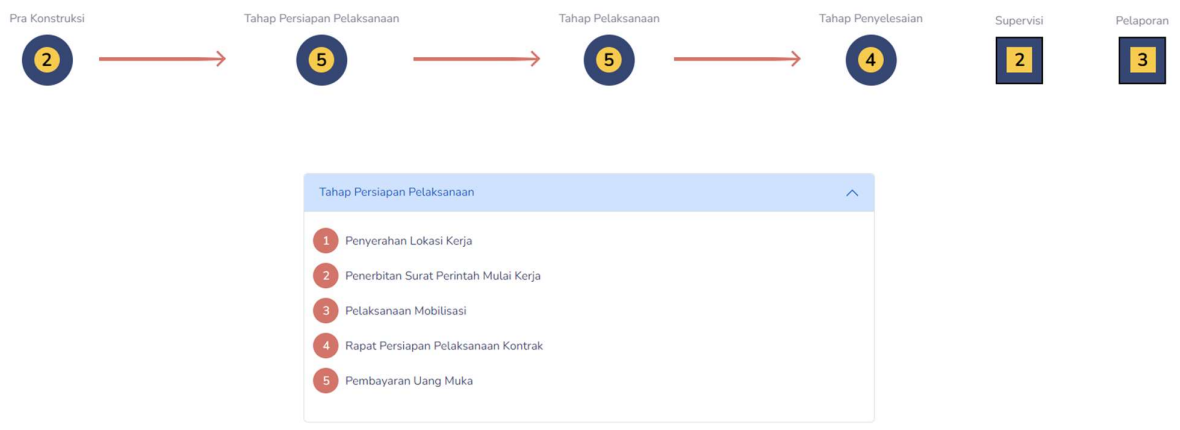 Pra Konstruksi
Tahap Persiapan Pelaksanaan
Tahap Pelaksanaan
Tahap Penyelesaian
Supervisi
Pelaporan
2
5
5
4
2
3
Tahap Persiapan Pelaksanaan
1 Penyerahan Lokasi Kerja
2 Penerbitan Surat Perintah Mulai Kerja
3 Pelaksanaan Mobilisasi
4 Rapat Persiapan Pelaksanaan Kontrak
5 Pembayaran Uang Muka